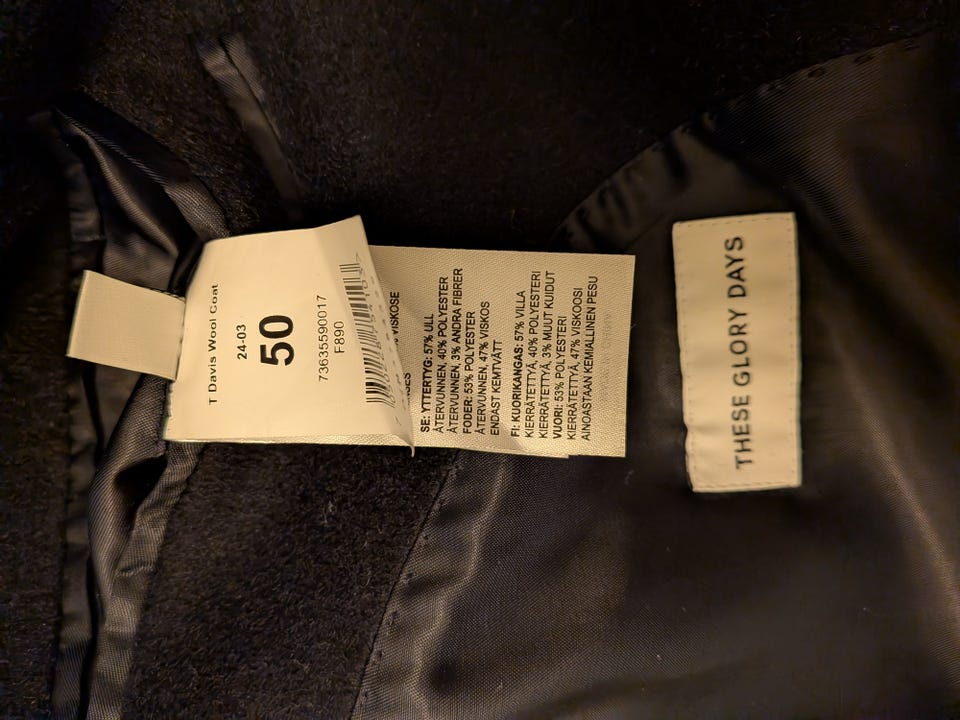 T Davis Wool Coat
24-03
50
73635590017
F890
SE: YTTERTYG: 57% ULL
ÅTERVUNNEN, 40% POLYESTER
ÅTERVUNNEN, 3% ANDRA FIBRER
FODER: 53% POLYESTER
ÅTERVUNNEN, 47% VISKOS
ENDAST KEMTVÄTT
FI: KUORIKANGAS: 57% VILLA
KIERRÄTETTYÄ, 40% POLYESTERI
KIERRÄTETTYÄ, 3% MUUT KUIDUT
VUORI: 53% POLYESTERI
KIERRÄTETTYÄ, 47% VISKOOSI
AINOASTAAN KEMIALLINEN PESU
THESE GLORY DAYS